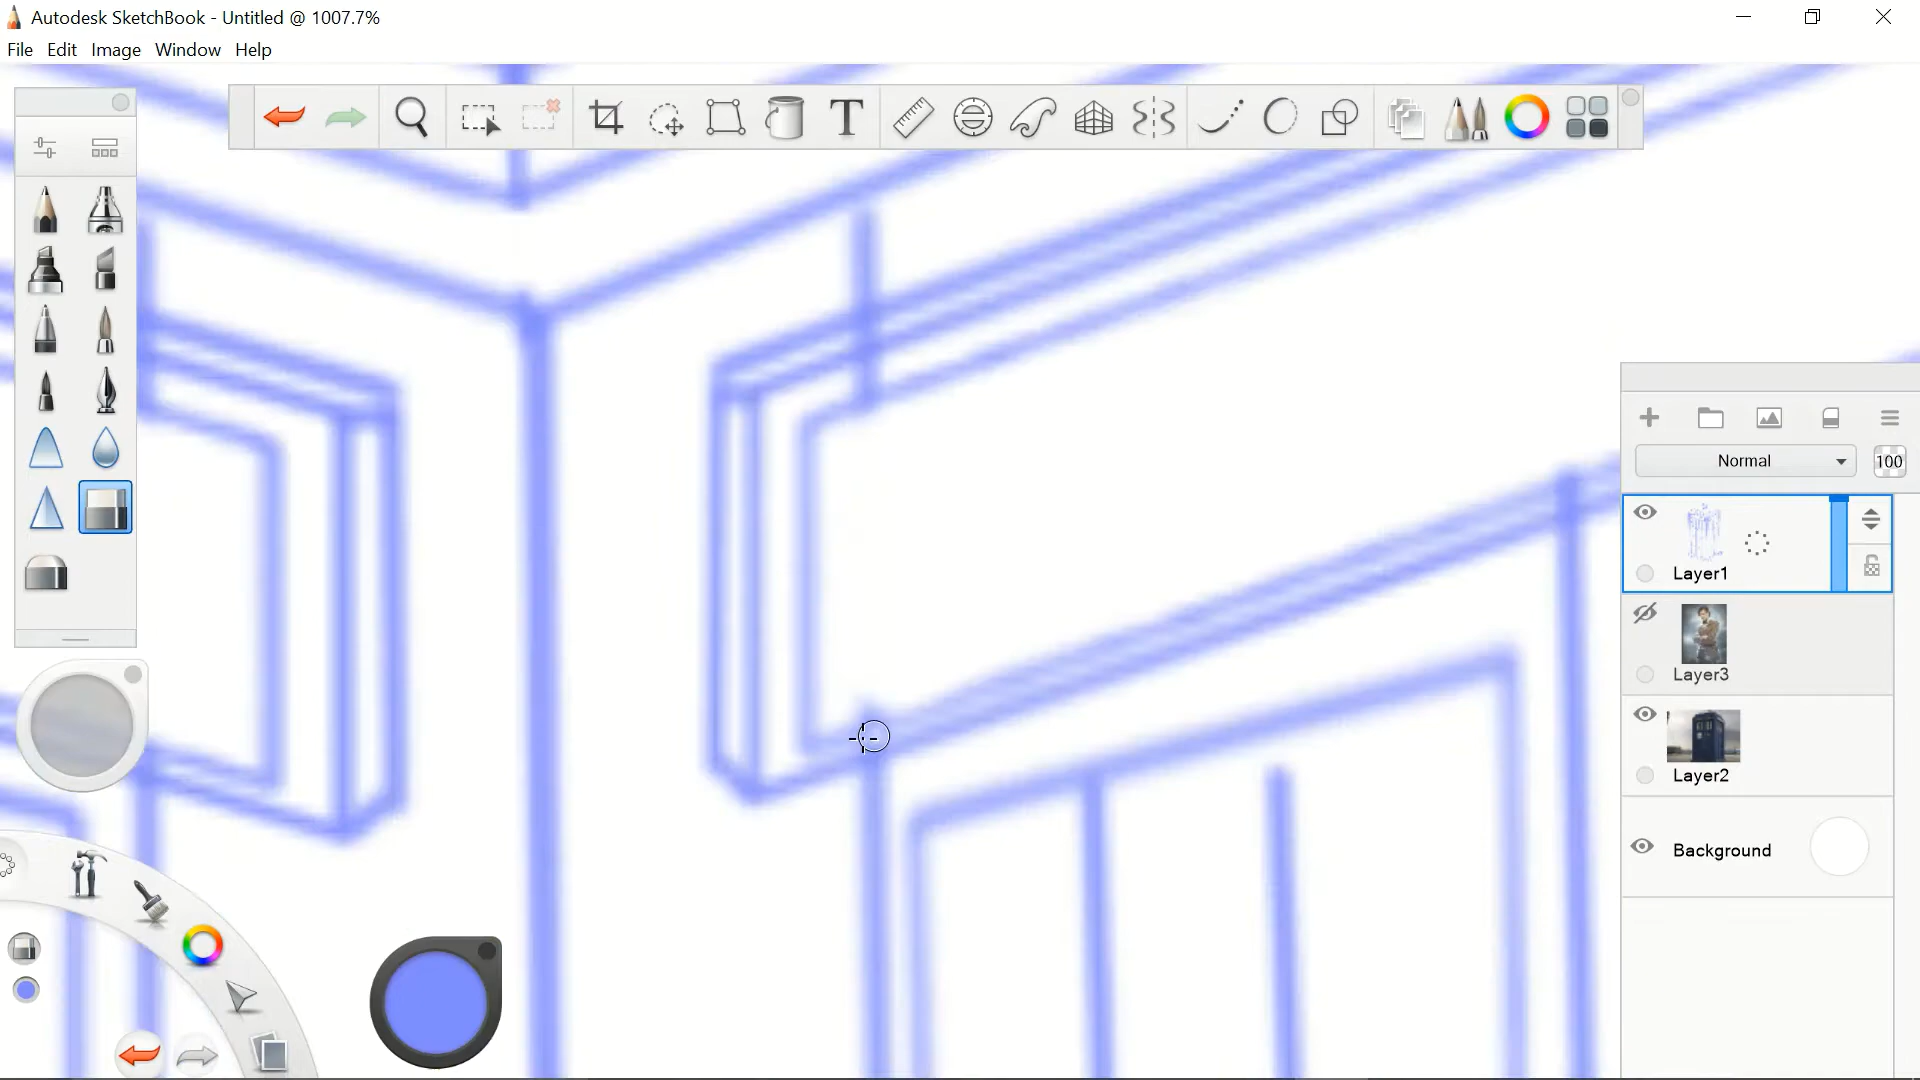 Autodesk SketchBook - Untitled @ 1007.7%
File Edit Image Window Help
T
Normal 100
Layer1
Layer3
Layer2
Background